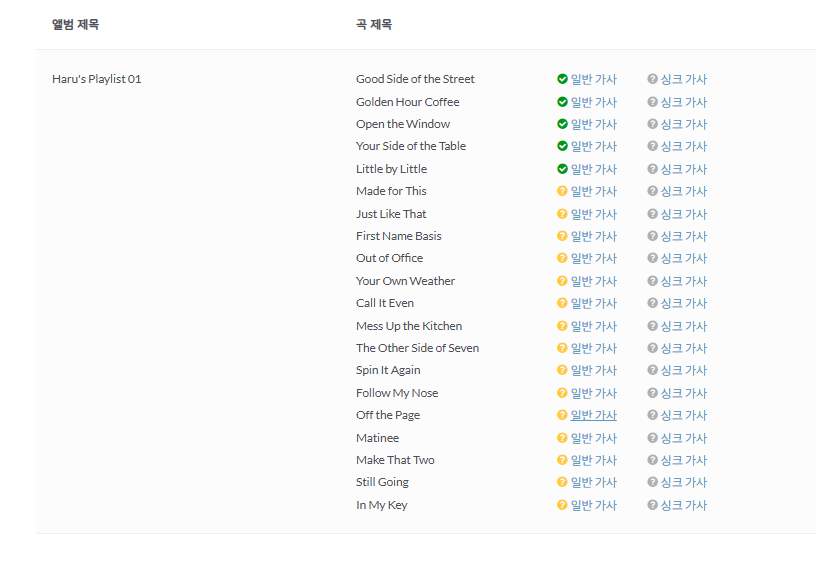 앨범 제목 곡 제목
Haru's Playlist 01 Good Side of the Street 일반 가사 싱크 가사
Golden Hour Coffee 일반 가사 싱크 가사
Open the Window 일반 가사 싱크 가사
Your Side of the Table 일반 가사 싱크 가사
Little by Little 일반 가사 싱크 가사
Made for This 일반 가사 싱크 가사
Just Like That 일반 가사 싱크 가사
First Name Basis 일반 가사 싱크 가사
Out of Office 일반 가사 싱크 가사
Your Own Weather 일반 가사 싱크 가사
Call It Even 일반 가사 싱크 가사
Mess Up the Kitchen 일반 가사 싱크 가사
The Other Side of Seven 일반 가사 싱크 가사
Spin It Again 일반 가사 싱크 가사
Follow My Nose 일반 가사 싱크 가사
Off the Page 일반 가사 싱크 가사
Matinee 일반 가사 싱크 가사
Make That Two 일반 가사 싱크 가사
Still Going 일반 가사 싱크 가사
In My Key 일반 가사 싱크 가사